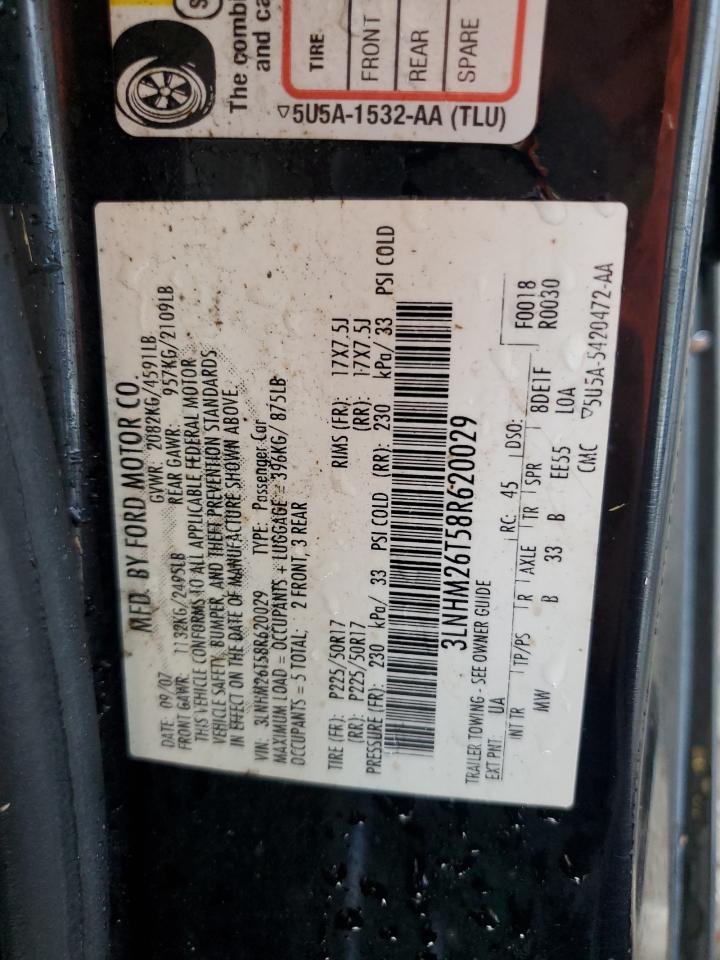 The combi
and ca
TIRE
FRONT
REAR
SPARE
▽5U5A-1532-AA (TLU)
MFD. BY FORD MOTOR CO.
DATE: 09/07 GVWR: 2082KG/4591LB
FRONT GAWR: 1132KG/2495LB REAR GAWR: 957KG/2109LB
THIS VEHICLE CONFORMS TO ALL APPLICABLE FEDERAL MOTOR
VEHICLE SAFETY, BUMPER, AND THEFT PREVENTION STANDARDS
IN EFFECT ON THE DATE OF MANUFACTURE SHOWN ABOVE.
VIN: 3LNHM26T58R620029 TYPE: Passenger Car
MAXIMUM LOAD = OCCUPANTS + LUGGAGE = 396KG/ 875LB
OCCUPANTS = 5 TOTAL: 2 FRONT, 3 REAR
TIRE (FR): P225/50R17 RIMS (FR): 17X7.5J
(RR): P225/50R17 (RR): 17X7.5J
PRESSURE (FR): 230 kPa/ 33 PSI COLD (RR): 230 kPa/ 33 PSI COLD
3LNHM26T58R620029
TRAILER TOWING - SEE OWNER GUIDE
EXT PNT: UA RC: 45 DSO: F0018
INT TR TP/PS R AXLE TR SPR 8DE1F R0030
MW B 33 B EE55 LOA
CMC ▽5U5A-5420472-AA